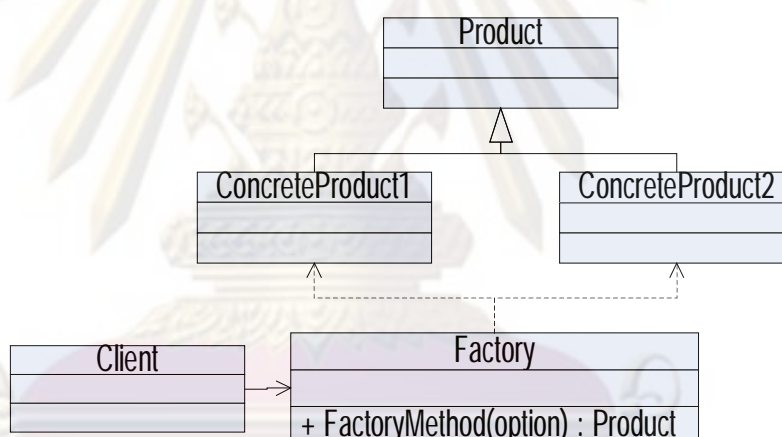 Product
ConcreteProduct1
ConcreteProduct2
Client
Factory
+ FactoryMethod(option) : Product